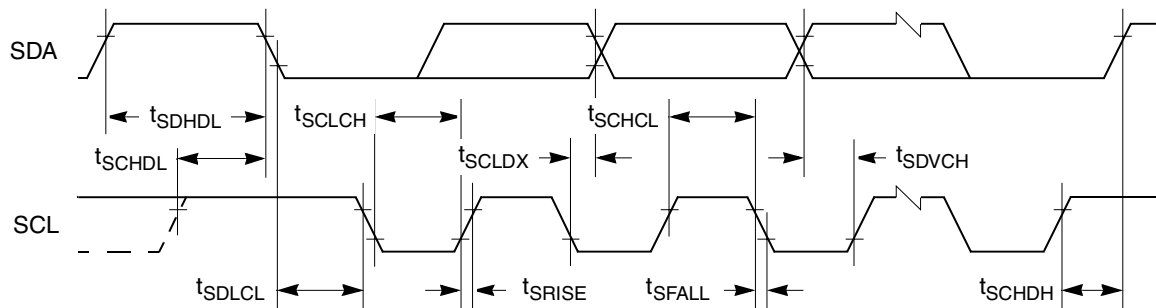 SDA
tSDHDL
tSCLCH
tSCHCL
tSCHDL
tSCLDX
tSDVCH
SCL
tSDLCL
tSRISE
tSFALL
tSCHDH